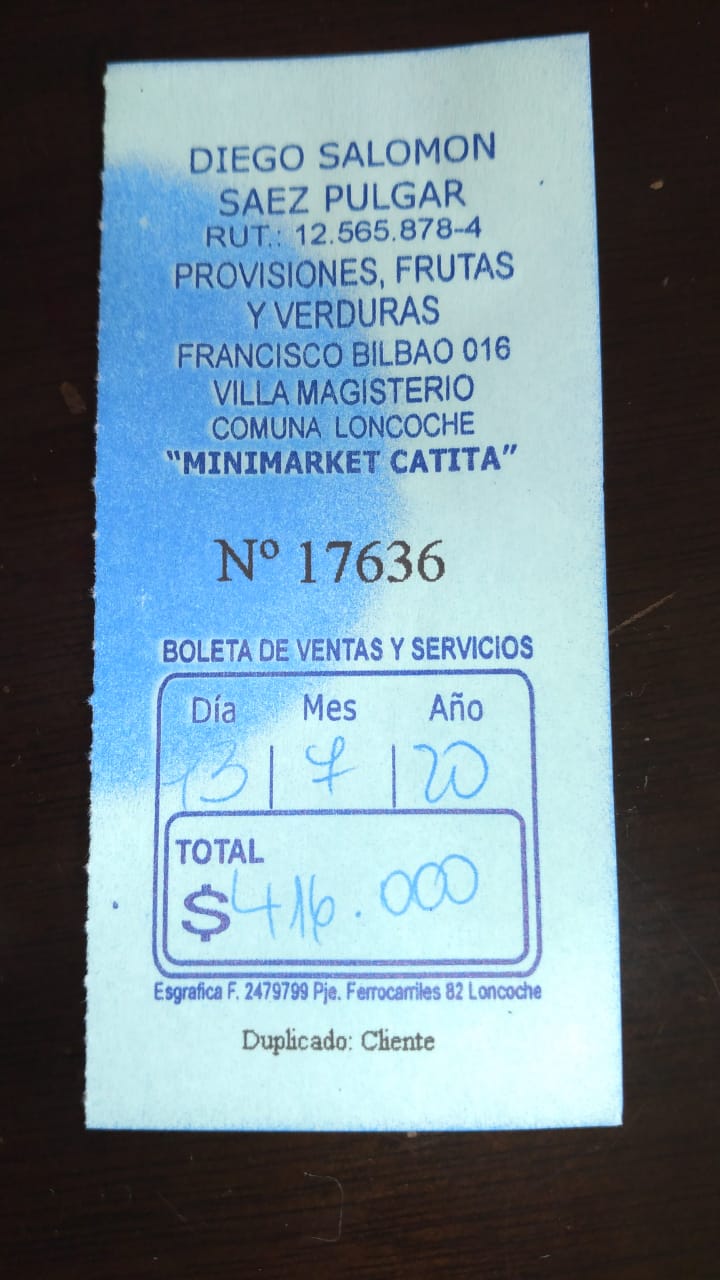 DIEGO SALOMON
SAEZ PULGAR
RUT.: 12.565.878-4
PROVISIONES, FRUTAS
Y VERDURAS
FRANCISCO BILBAO 016
VILLA MAGISTERIO
COMUNA LONCOCHE
"MINIMARKET CATITA"
Nº 17636
BOLETA DE VENTAS Y SERVICIOS
Día Mes Año
13 7 20
TOTAL
$ 416.000
Esgrafica F. 2479799 Pje. Ferrocarriles 82 Loncoche
Duplicado: Cliente